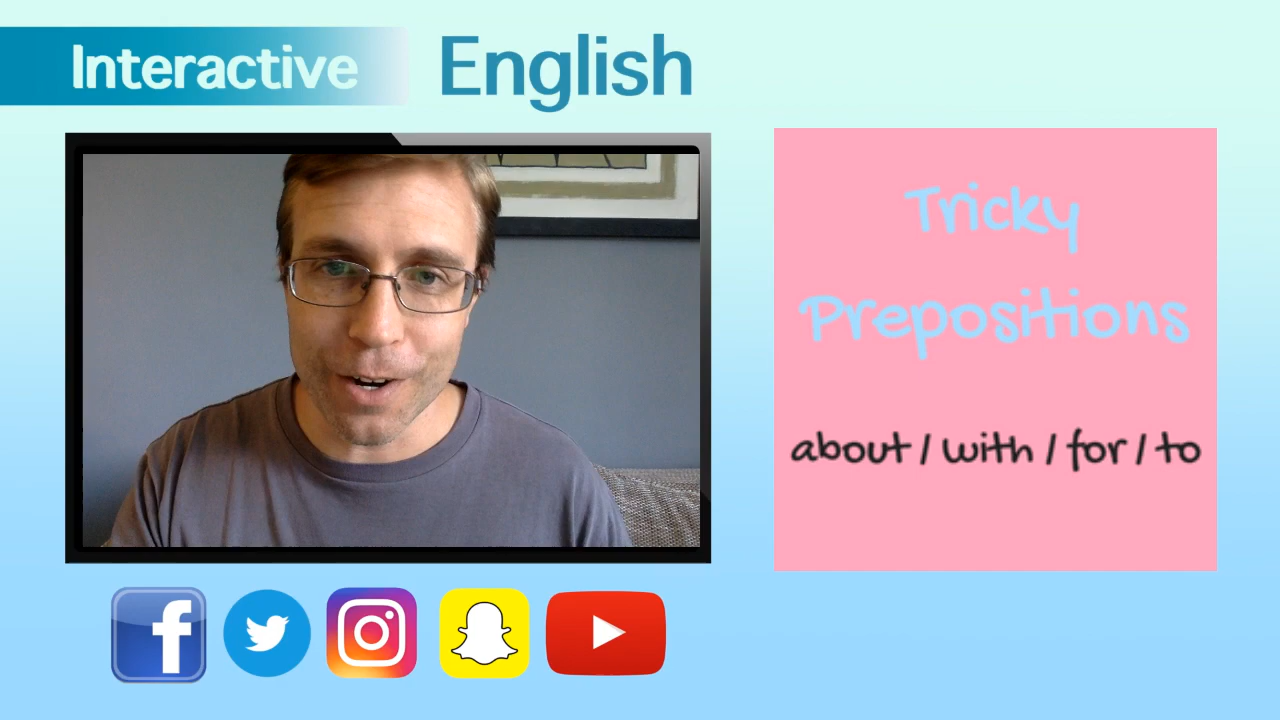 Interactive English
Tricky
Prepositions
about / with / for / to